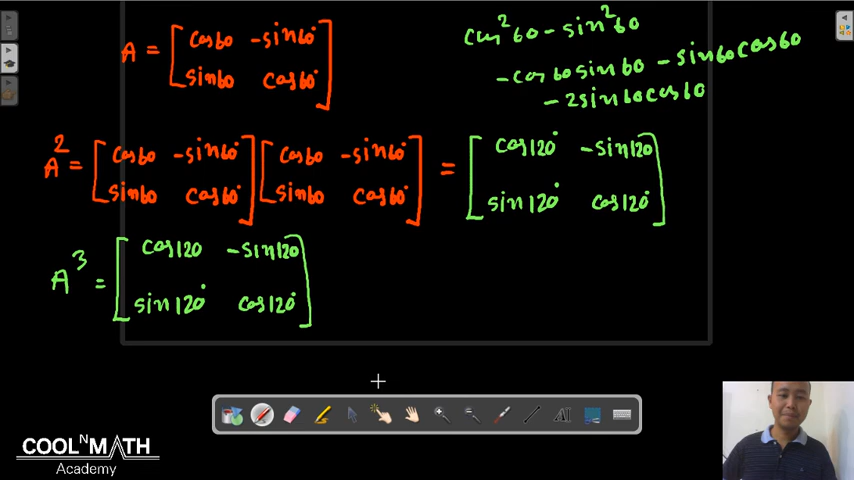 A = [cos60 -sin60°
sin60 cos60°]
cos²60 - sin²60
-cos60sin60 - sin60cos60
-2sin60cos60
A² = [cos60 -sin60° [cos60 -sin60° = [cos120° -sin120
sin60 cos60°] sin60 cos60°] sin120° cos120°]
A³ = [cos120 -sin120
sin120° cos120°]
AI
COOL N MATH
Academy